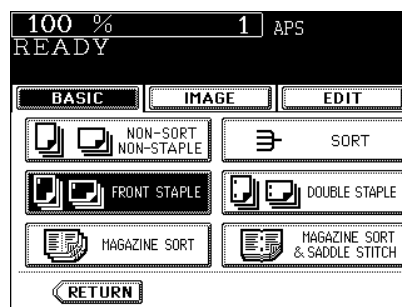 100 % 1 APS
READY
BASIC IMAGE EDIT
NON-SORT
NON-STAPLE
SORT
FRONT STAPLE
DOUBLE STAPLE
MAGAZINE SORT
MAGAZINE SORT
& SADDLE STITCH
RETURN